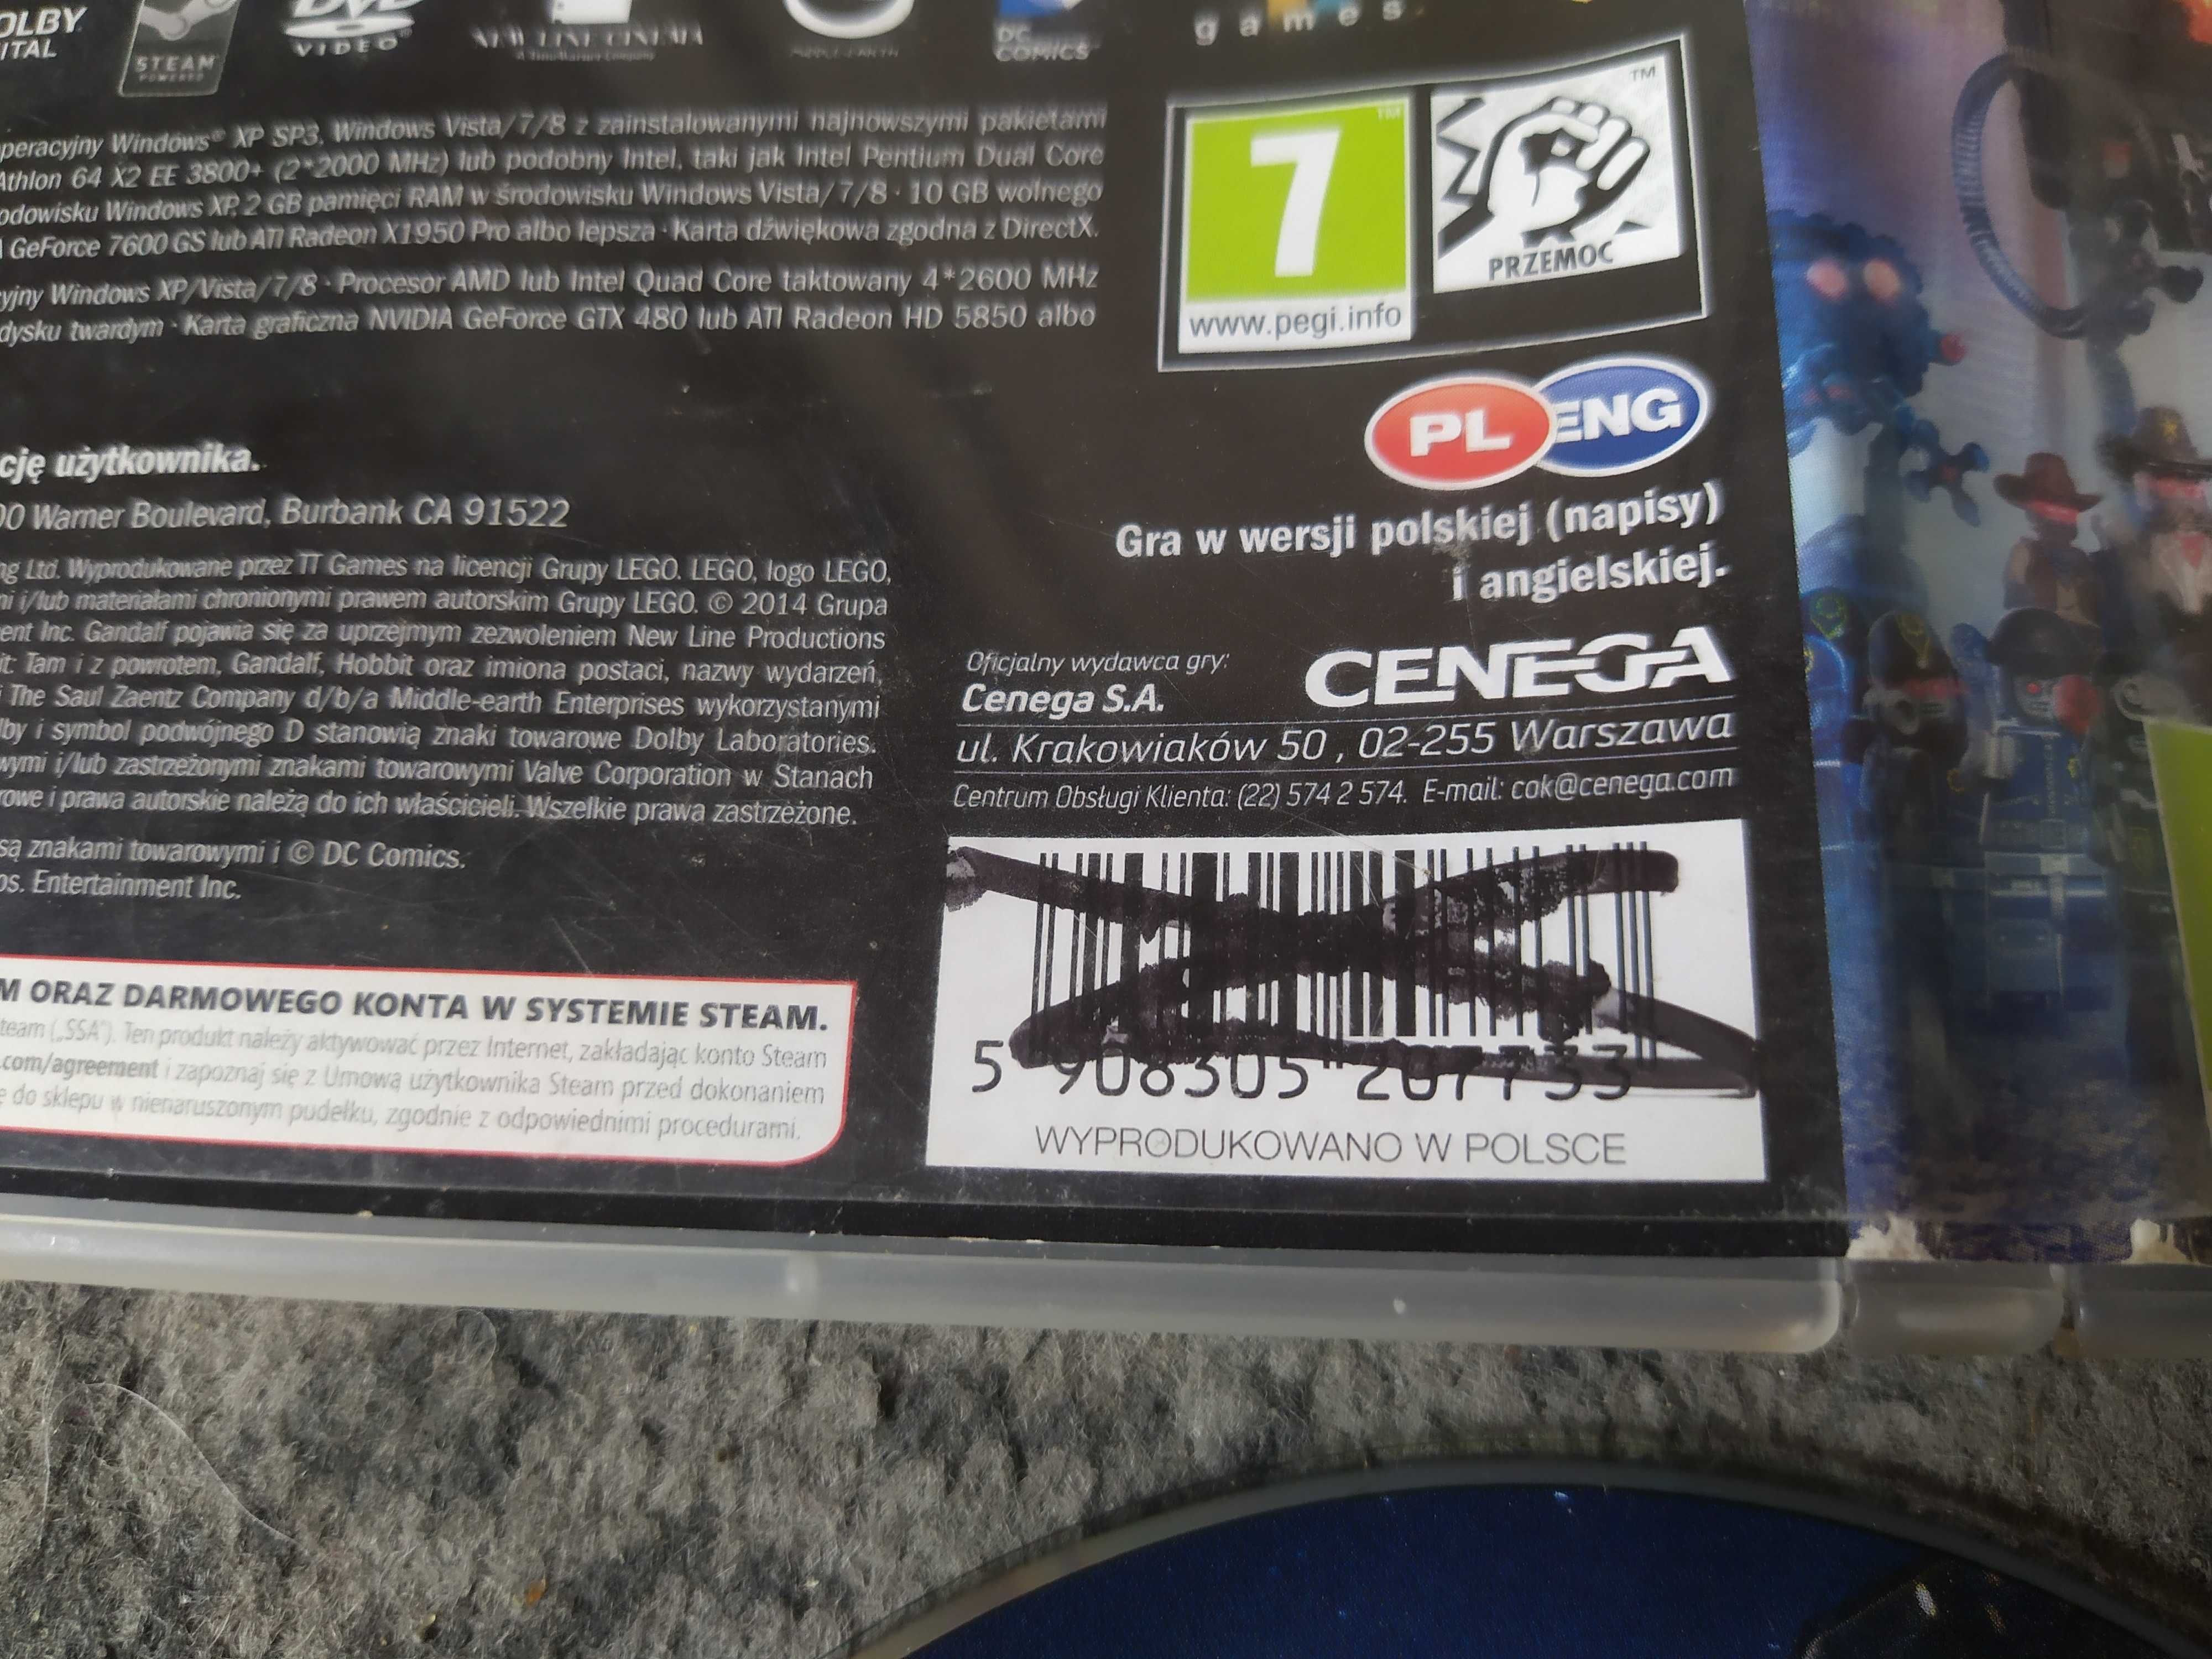 OLBY
ITAL
STEAM
POWERED
DVD
VIDEO
NEW LINE CINEMA
A TimeWarner Company
DC
COMICS
games
peracyjny Windows® XP SP3, Windows Vista/7/8 z zainstalowanymi najnowszymi pakietami
Athlon 64 X2 EE 3800+ (2*2000 MHz) lub podobny Intel, taki jak Intel Pentium Dual Core
odowisku Windows XP, 2 GB pamięci RAM w środowisku Windows Vista/7/8 · 10 GB wolnego
GeForce 7600 GS lub ATI Radeon X1950 Pro albo lepsza · Karta dźwiękowa zgodna z DirectX.
yjny Windows XP/Vista/7/8 · Procesor AMD lub Intel Quad Core taktowany 4*2600 MHz
dysku twardym · Karta graficzna NVIDIA GeForce GTX 480 lub ATI Radeon HD 5850 albo
7
www.pegi.info
PRZEMOC
PL ENG
Gra w wersji polskiej (napisy)
i angielskiej.
cję użytkownika.
00 Warner Boulevard, Burbank CA 91522
ng Ltd. Wyprodukowane przez TT Games na licencji Grupy LEGO. LEGO, logo LEGO,
mi i/lub materiałami chronionymi prawem autorskim Grupy LEGO. © 2014 Grupa
ent Inc. Gandalf pojawia się za uprzejmym zezwoleniem New Line Productions
it: Tam i z powrotem, Gandalf, Hobbit oraz imiona postaci, nazwy wydarzeń,
The Saul Zaentz Company d/b/a Middle-earth Enterprises wykorzystanymi
lby i symbol podwójnego D stanowią znaki towarowe Dolby Laboratories.
wymi i/lub zastrzeżonymi znakami towarowymi Valve Corporation w Stanach
rowe i prawa autorskie należą do ich właścicieli. Wszelkie prawa zastrzeżone.
są znakami towarowymi i © DC Comics.
os. Entertainment Inc.
Oficjalny wydawca gry:
Cenega S.A.
CENEGA
ul. Krakowiaków 50 , 02-255 Warszawa
Centrum Obsługi Klienta: (22) 574 2 574. E-mail: cok@cenega.com
M ORAZ DARMOWEGO KONTA W SYSTEMIE STEAM.
team („SSA"). Ten produkt należy aktywować przez Internet, zakładając konto Steam
.com/agreement i zapoznaj się z Umową użytkownika Steam przed dokonaniem
e do sklepu w nienaruszonym pudełku, zgodnie z odpowiednimi procedurami.
5 908305 207733
WYPRODUKOWANO W POLSCE